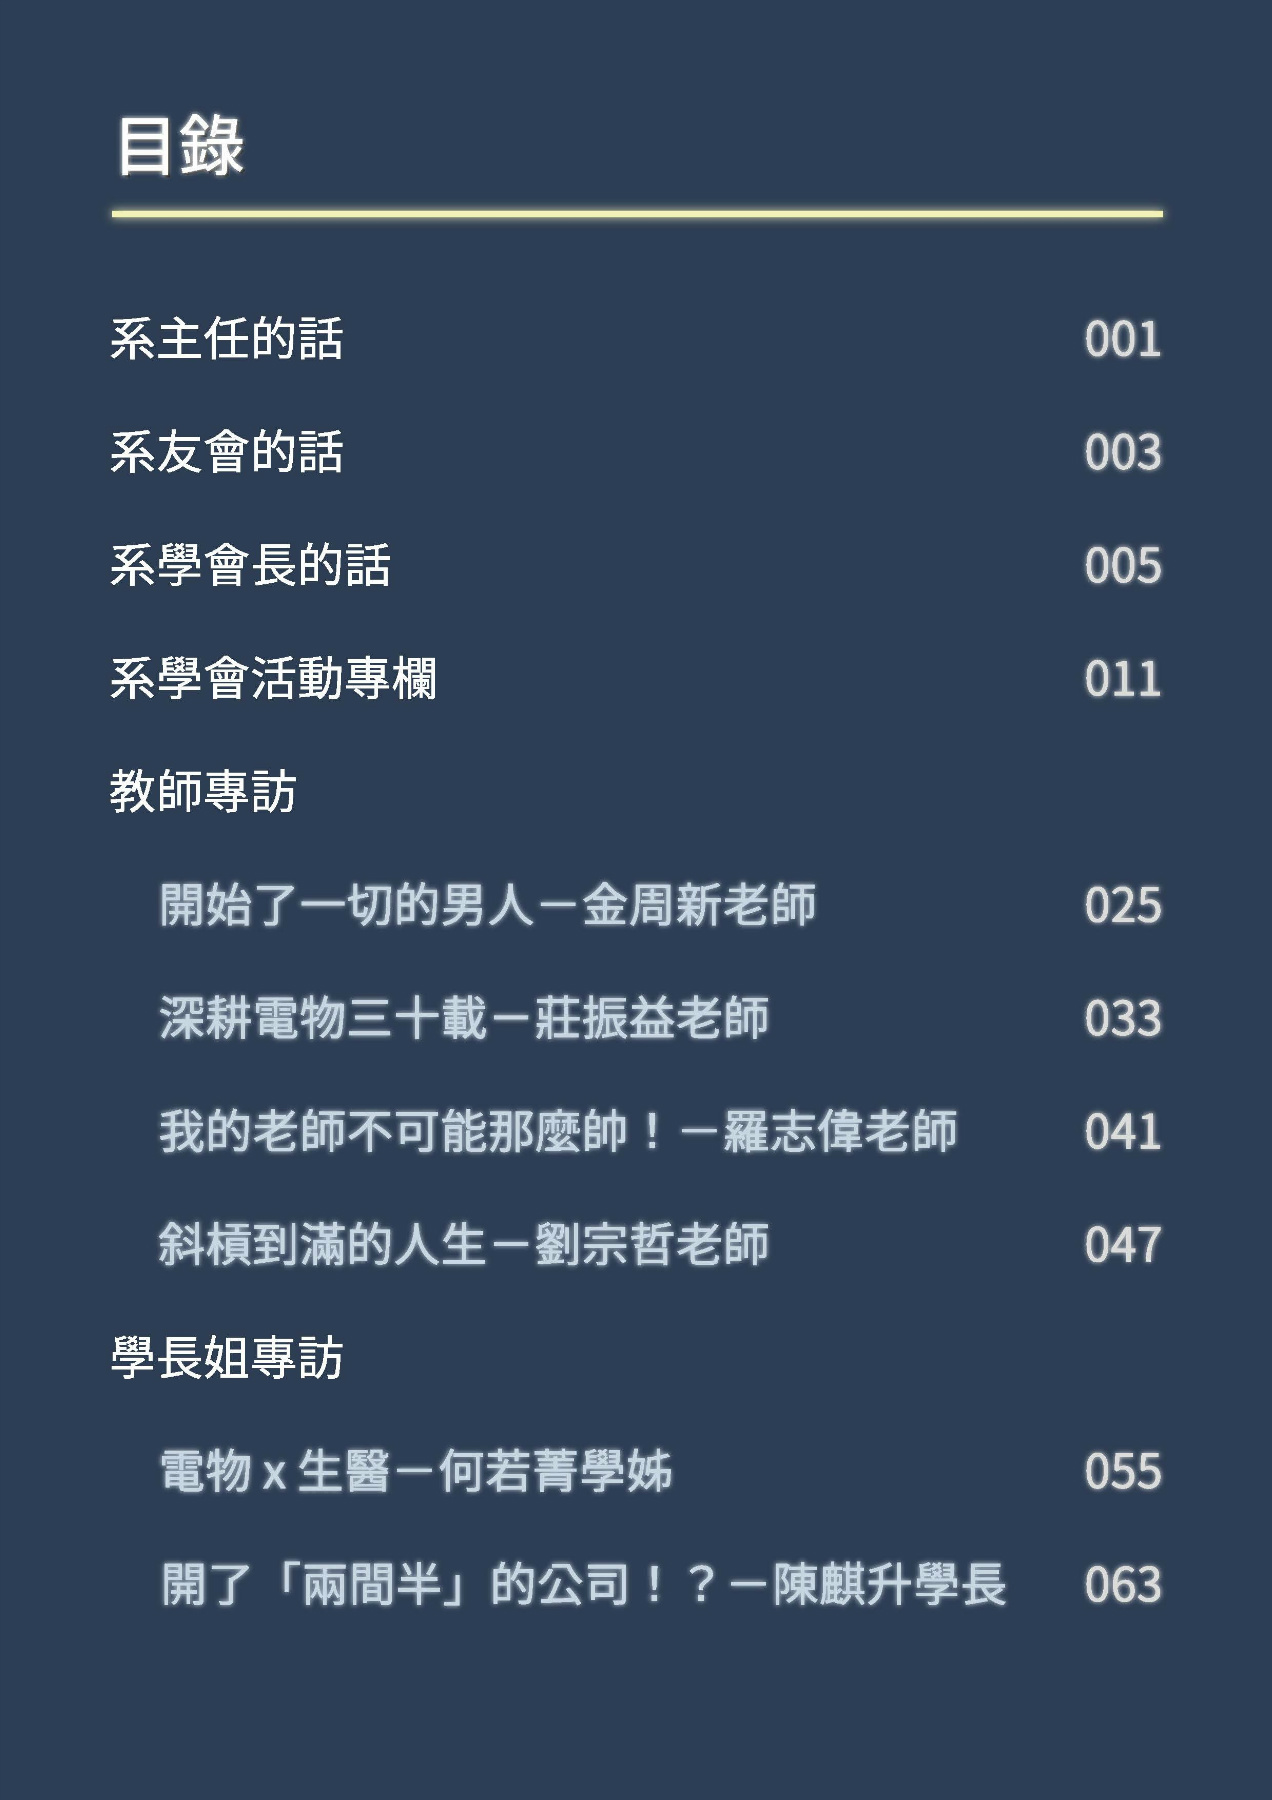 目錄
系主任的話 001
系友會的話 003
系學會長的話 005
系學會活動專欄 011
教師專訪
開始了一切的男人－金周新老師 025
深耕電物三十載－莊振益老師 033
我的老師不可能那麼帥！－羅志偉老師 041
斜槓到滿的人生－劉宗哲老師 047
學長姐專訪
電物 x 生醫－何若菁學姊 055
開了「兩間半」的公司！？－陳麒升學長 063